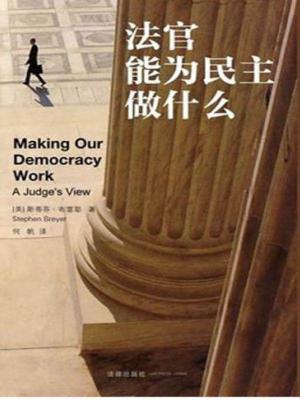 法官
能为民主
做什么
Making Our
Democracy
Work
A Judge's View
[美]斯蒂芬·布雷耶 著
Stephen Breyer
何 帆 译
法律出版社